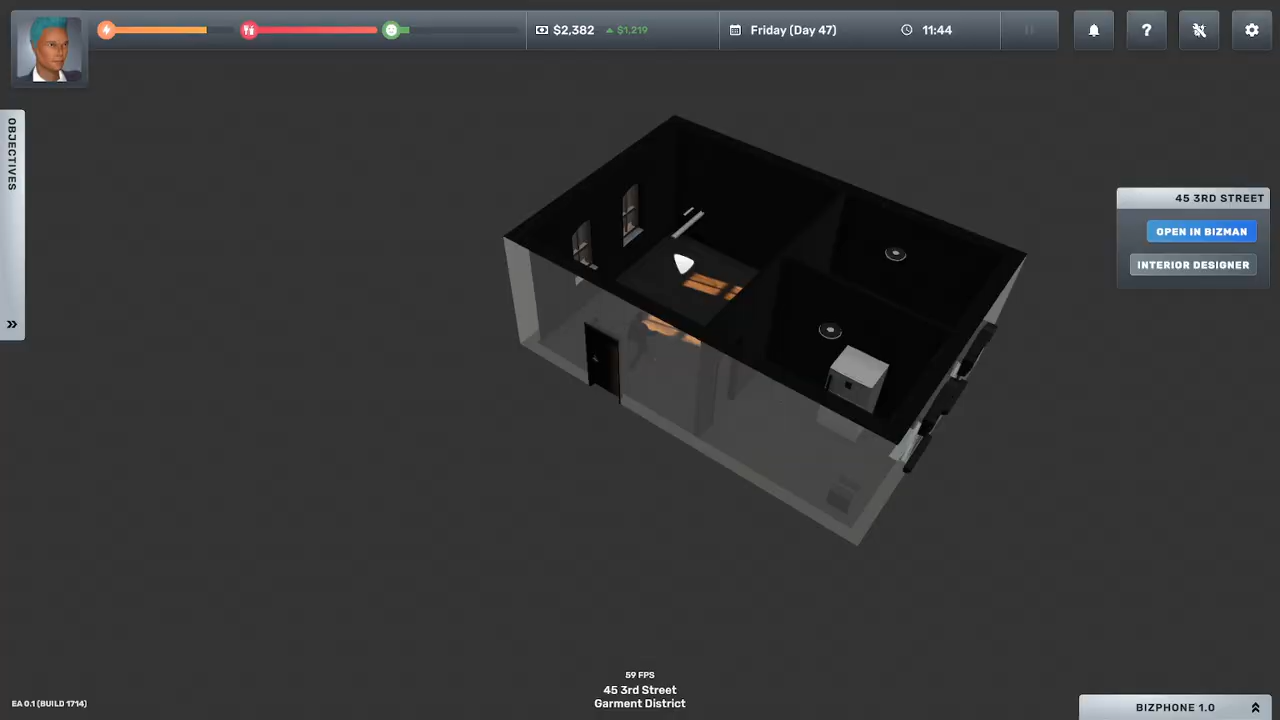 $2,382
$1,219
Friday (Day 47)
11:44
?
OBJECTIVES
45 3RD STREET
OPEN IN BIZMAN
INTERIOR DESIGNER
59 FPS
45 3rd Street
Garment District
EA 0.1 (BUILD 1714)
BIZPHONE 1.0